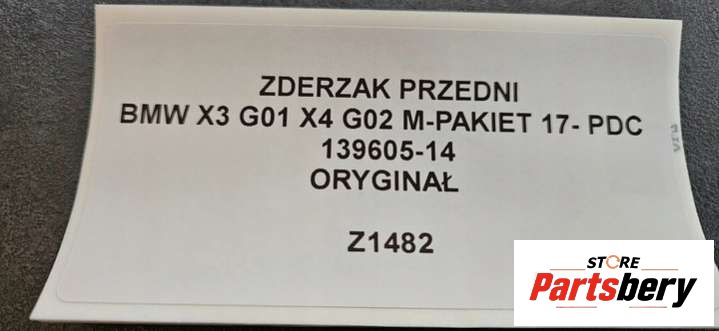 ZDERZAK PRZEDNI
BMW X3 G01 X4 G02 M-PAKIET 17- PDC
139605-14
ORYGINAŁ
Z1482
STORE
Partsbery